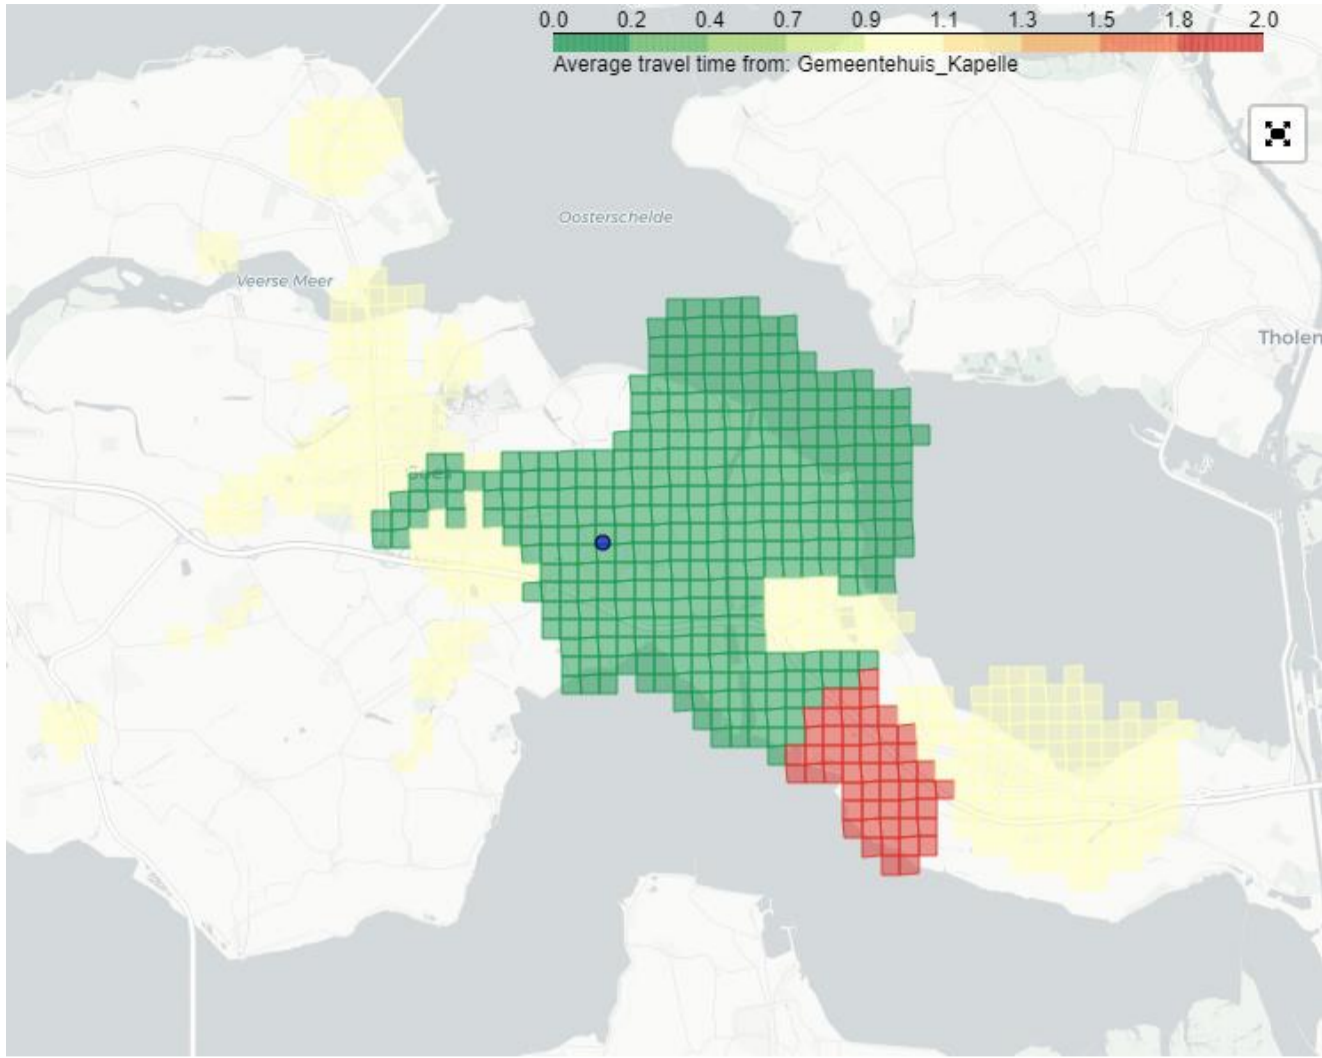 0.0 0.2 0.4 0.7 0.9 1.1 1.3 1.5 1.8 2.0
Average travel time from: Gemeentehuis_Kapelle
Oosterschelde
Veerse Meer
Tholen
Goes